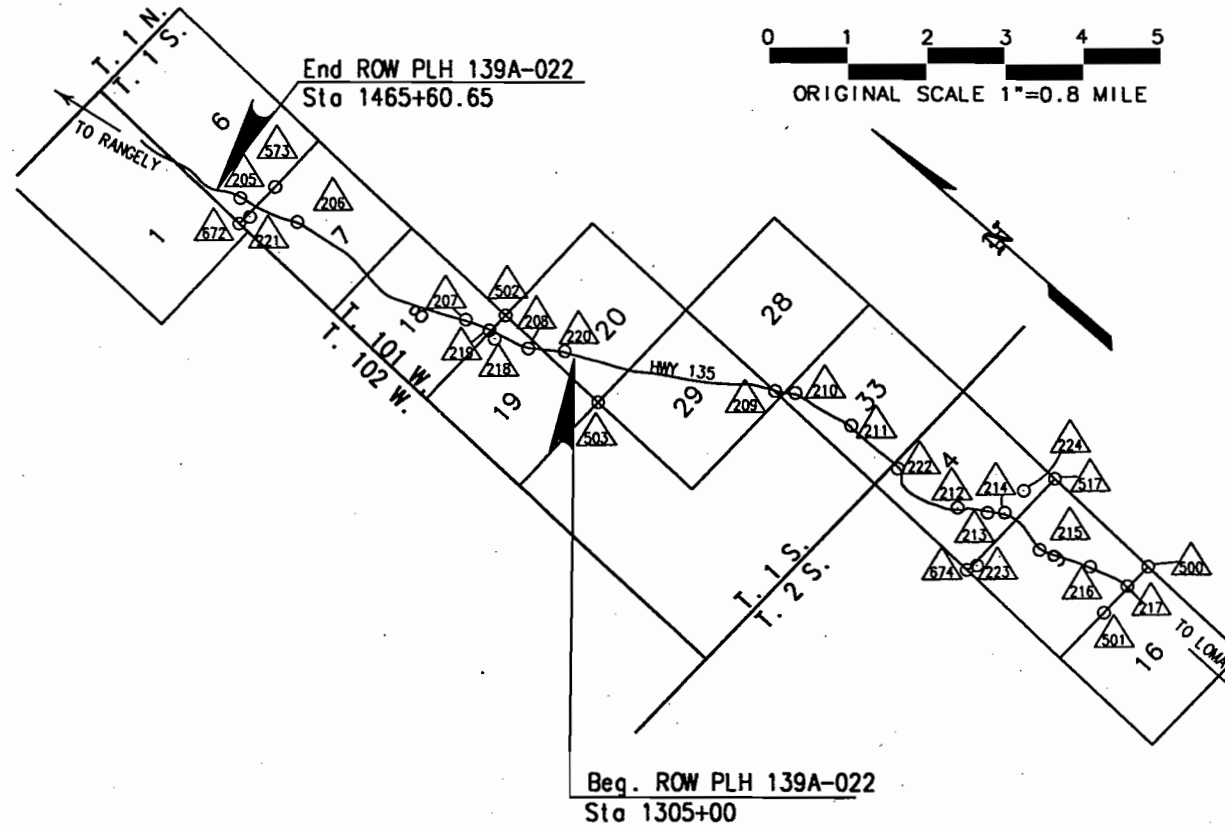 T. 1 N.
T. 1 S.
End ROW PLH 139A-022
Sta 1465+60.65
0 1 2 3 4 5
ORIGINAL SCALE 1"=0.8 MILE
TO RANGELY
6
573
205
206
672
221
1
7
N
207
502
18
208
219
218
220
20
28
T. 101 W.
T. 102 W.
19
HWY 135
503
29
209
210
33
211
222
4
224
517
212
214
213
215
674
223
9
216
500
217
501
16
TO LOMA
T. 1 S.
T. 2 S.
Beg. ROW PLH 139A-022
Sta 1305+00